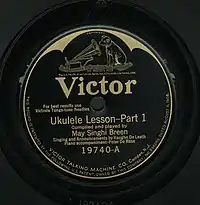 Victor
For best results use
Victrola Tungs-tone Needles
Ukulele Lesson-Part 1
Compiled and played by
May Singhi Breen
Singing and Announcements by Vaughn De Leath
Piano accompaniment-Peter De Rose
19740-A
VICTOR TALKING MACHINE CO. Camden, N.J.